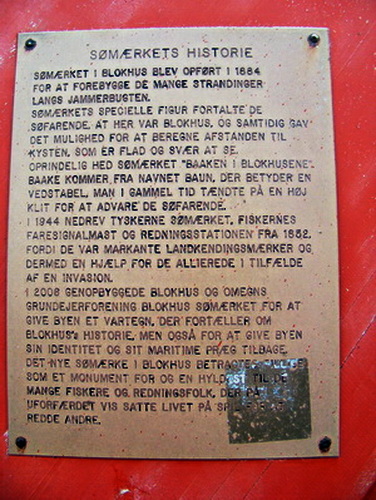 SØMÆRKETS HISTORIE
SØMÆRKET I BLOKHUS BLEV OPFØRT I 1884
FOR AT FOREBYGGE DE MANGE STRANDINGER
LANGS JAMMERBUGTEN.
SØMÆRKETS SPECIELLE FIGUR FORTALTE DE
SØFARENDE, AT HER VAR BLOKHUS, OG SAMTIDIG GAV
DET MULIGHED FOR AT BEREGNE AFSTANDEN TIL
KYSTEN, SOM ER FLAD OG SVÆR AT SE.
OPRINDELIG HED SØMÆRKET "BAAKEN I BLOKHUSENE".
BAAKE KOMMER FRA NAVNET BAUN, DER BETYDER EN
VEDSTABEL, MAN I GAMMEL TID TÆNDTE PÅ EN HØJ
KLIT FOR AT ADVARE DE SØFARENDE.
I 1944 NEDREV TYSKERNE SØMÆRKET, FISKERNES
FARESIGNALMAST OG REDNINGSSTATIONEN FRA 1852,
FORDI DE VAR MARKANTE LANDKENDINGSMÆRKER OG
DERMED EN HJÆLP FOR DE ALLIEREDE I TILFÆLDE
AF EN INVASION.
I 2008 GENOPBYGGEDE BLOKHUS OG OMEGNS
GRUNDEJERFORENING BLOKHUS SØMÆRKET FOR AT
GIVE BYEN ET VARTEGN, DER FORTÆLLER OM
BLOKHUS's HISTORIE, MEN OGSÅ FOR AT GIVE BYEN
SIN IDENTITET OG SIT MARITIME PRÆG TILBAGE.
DET NYE SØMÆRKE I BLOKHUS BETRAGTES
SOM ET MONUMENT FOR OG EN HYLDEST TIL DE
MANGE FISKERE OG REDNINGSFOLK, DER PÅ
UFORFÆRDET VIS SATTE LIVET PÅ SPIL FOR AT
REDDE ANDRE.